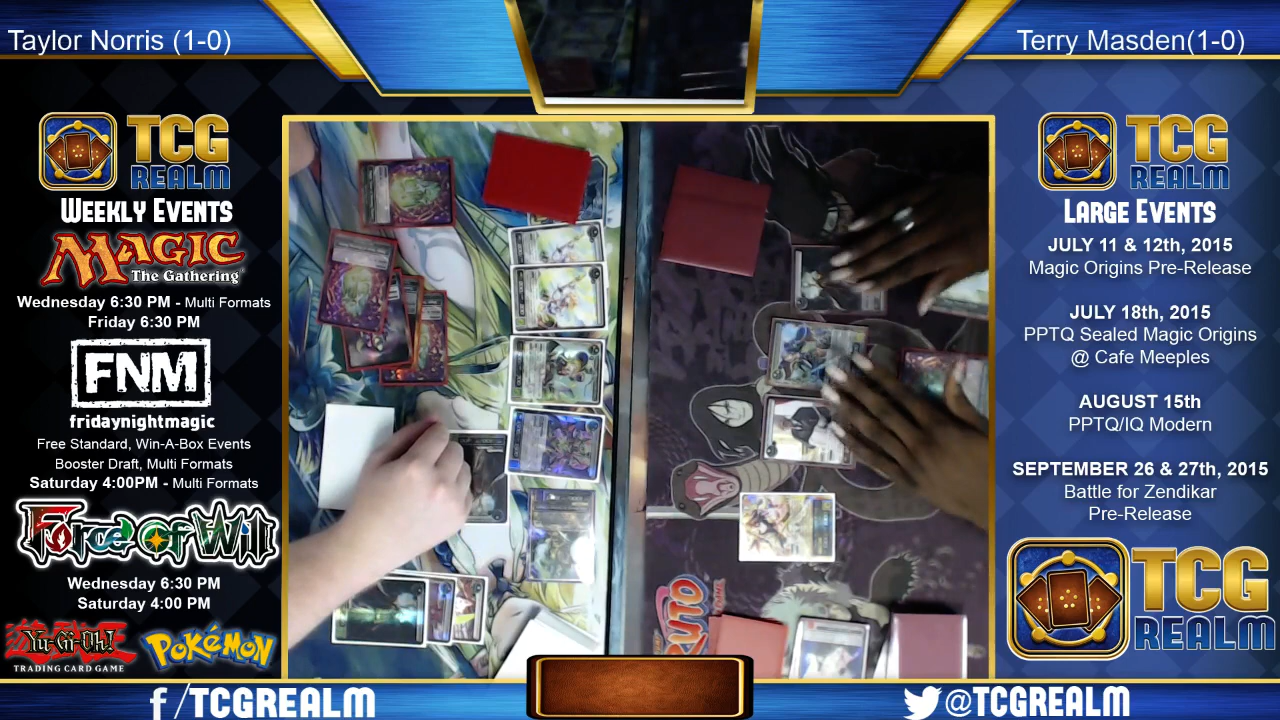 Taylor Norris (1-0)
Terry Masden(1-0)
TCG
REALM
WEEKLY EVENTS
MAGIC
The Gathering
Wednesday 6:30 PM - Multi Formats
Friday 6:30 PM
FNM
fridaynightmagic
Free Standard, Win-A-Box Events
Booster Draft, Multi Formats
Saturday 4:00PM - Multi Formats
Force of Will
Wednesday 6:30 PM
Saturday 4:00 PM
Yu-Gi-Oh!
TRADING CARD GAME
POKéMON
f /TCGREALM
TCG
REALM
LARGE EVENTS
JULY 11 & 12th, 2015
Magic Origins Pre-Release
JULY 18th, 2015
PPTQ Sealed Magic Origins
@ Cafe Meeples
AUGUST 15th
PPTQ/IQ Modern
SEPTEMBER 26 & 27th, 2015
Battle for Zendikar
Pre-Release
TCG
REALM
@TCGREALM